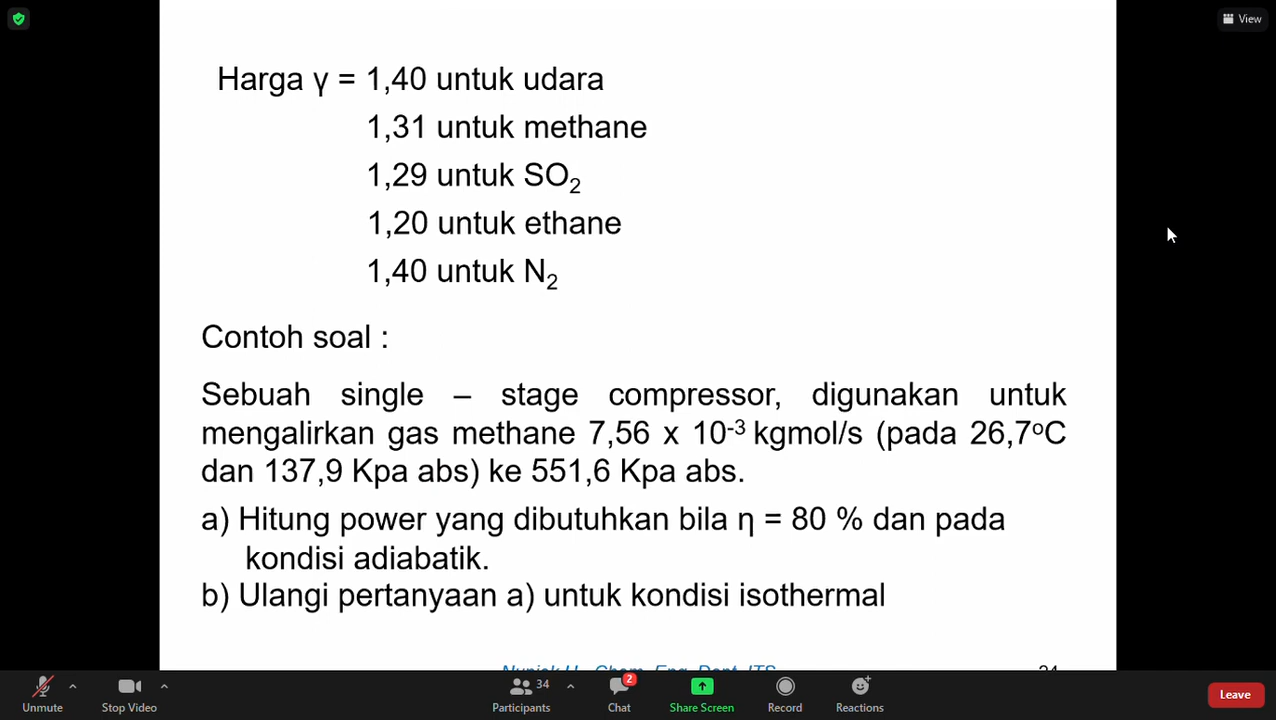 View
Harga γ = 1,40 untuk udara
1,31 untuk methane
1,29 untuk SO₂
1,20 untuk ethane
1,40 untuk N₂
Contoh soal :
Sebuah single – stage compressor, digunakan untuk
mengalirkan gas methane 7,56 x 10⁻³ kgmol/s (pada 26,7ᵒC
dan 137,9 Kpa abs) ke 551,6 Kpa abs.
a) Hitung power yang dibutuhkan bila η = 80 % dan pada
kondisi adiabatik.
b) Ulangi pertanyaan a) untuk kondisi isothermal
34 2
Unmute Stop Video Participants Chat Share Screen Record Reactions Leave